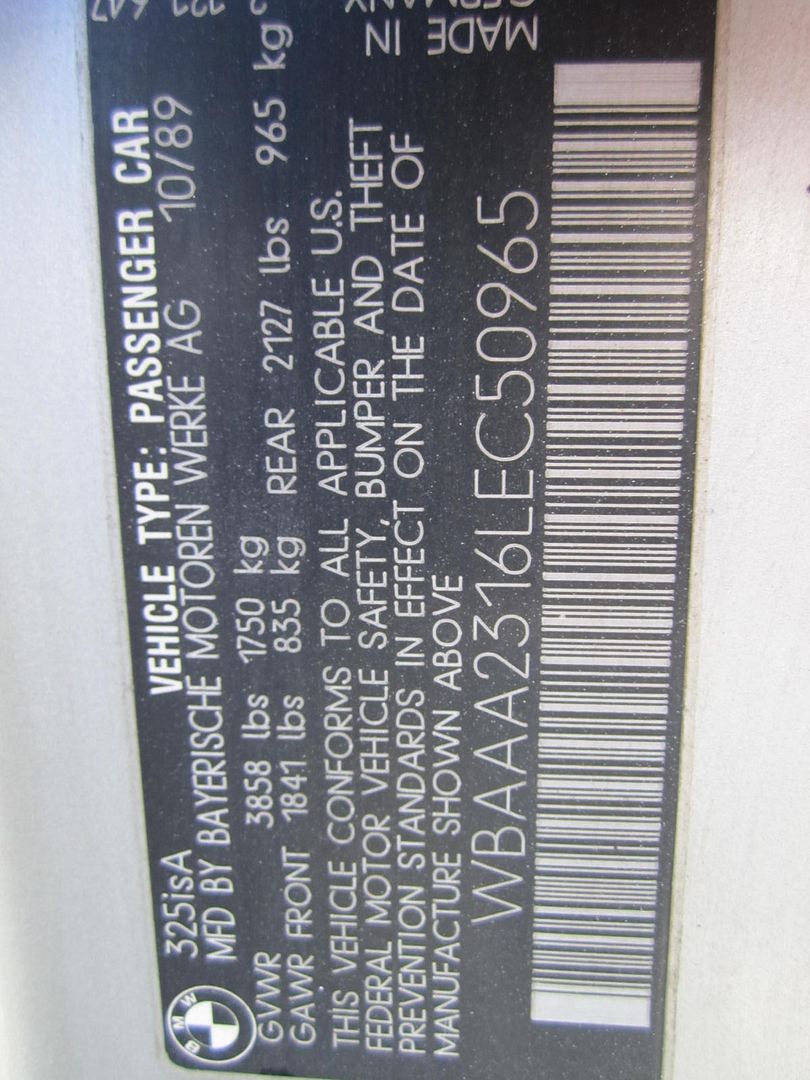 BMW
325isA VEHICLE TYPE: PASSENGER CAR
MFD BY BAYERISCHE MOTOREN WERKE AG 10/89
GVWR 3858 lbs 1750 kg
GAWR FRONT 1841 lbs 835 kg REAR 2127 lbs 965 kg
THIS VEHICLE CONFORMS TO ALL APPLICABLE U.S.
FEDERAL MOTOR VEHICLE SAFETY, BUMPER AND THEFT
PREVENTION STANDARDS IN EFFECT ON THE DATE OF
MANUFACTURE SHOWN ABOVE
WBAAA2316LEC50965
MADE IN
GERMANY